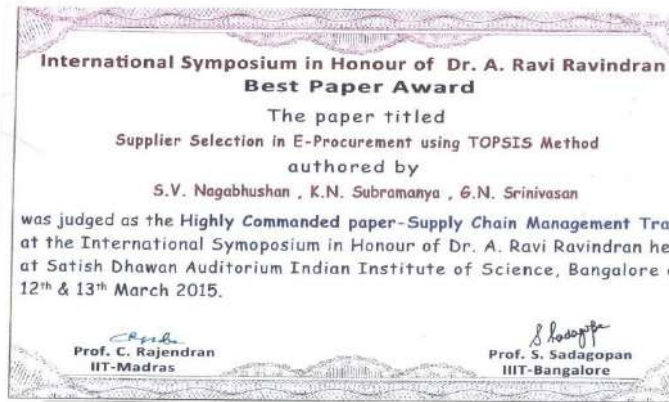 International Symposium in Honour of Dr. A. Ravi Ravindran
Best Paper Award
The paper titled
Supplier Selection in E-Procurement using TOPSIS Method
authored by
S.V. Nagabhushan , K.N. Subramanya , G.N. Srinivasan
was judged as the Highly Commanded paper-Supply Chain Management Tra
at the International Symoposium in Honour of Dr. A. Ravi Ravindran he
at Satish Dhawan Auditorium Indian Institute of Science, Bangalore
12th & 13th March 2015.
S Sadagopa
Prof. C. Rajendran
IIT-Madras
Prof. S. Sadagopan
IIIT-Bangalore